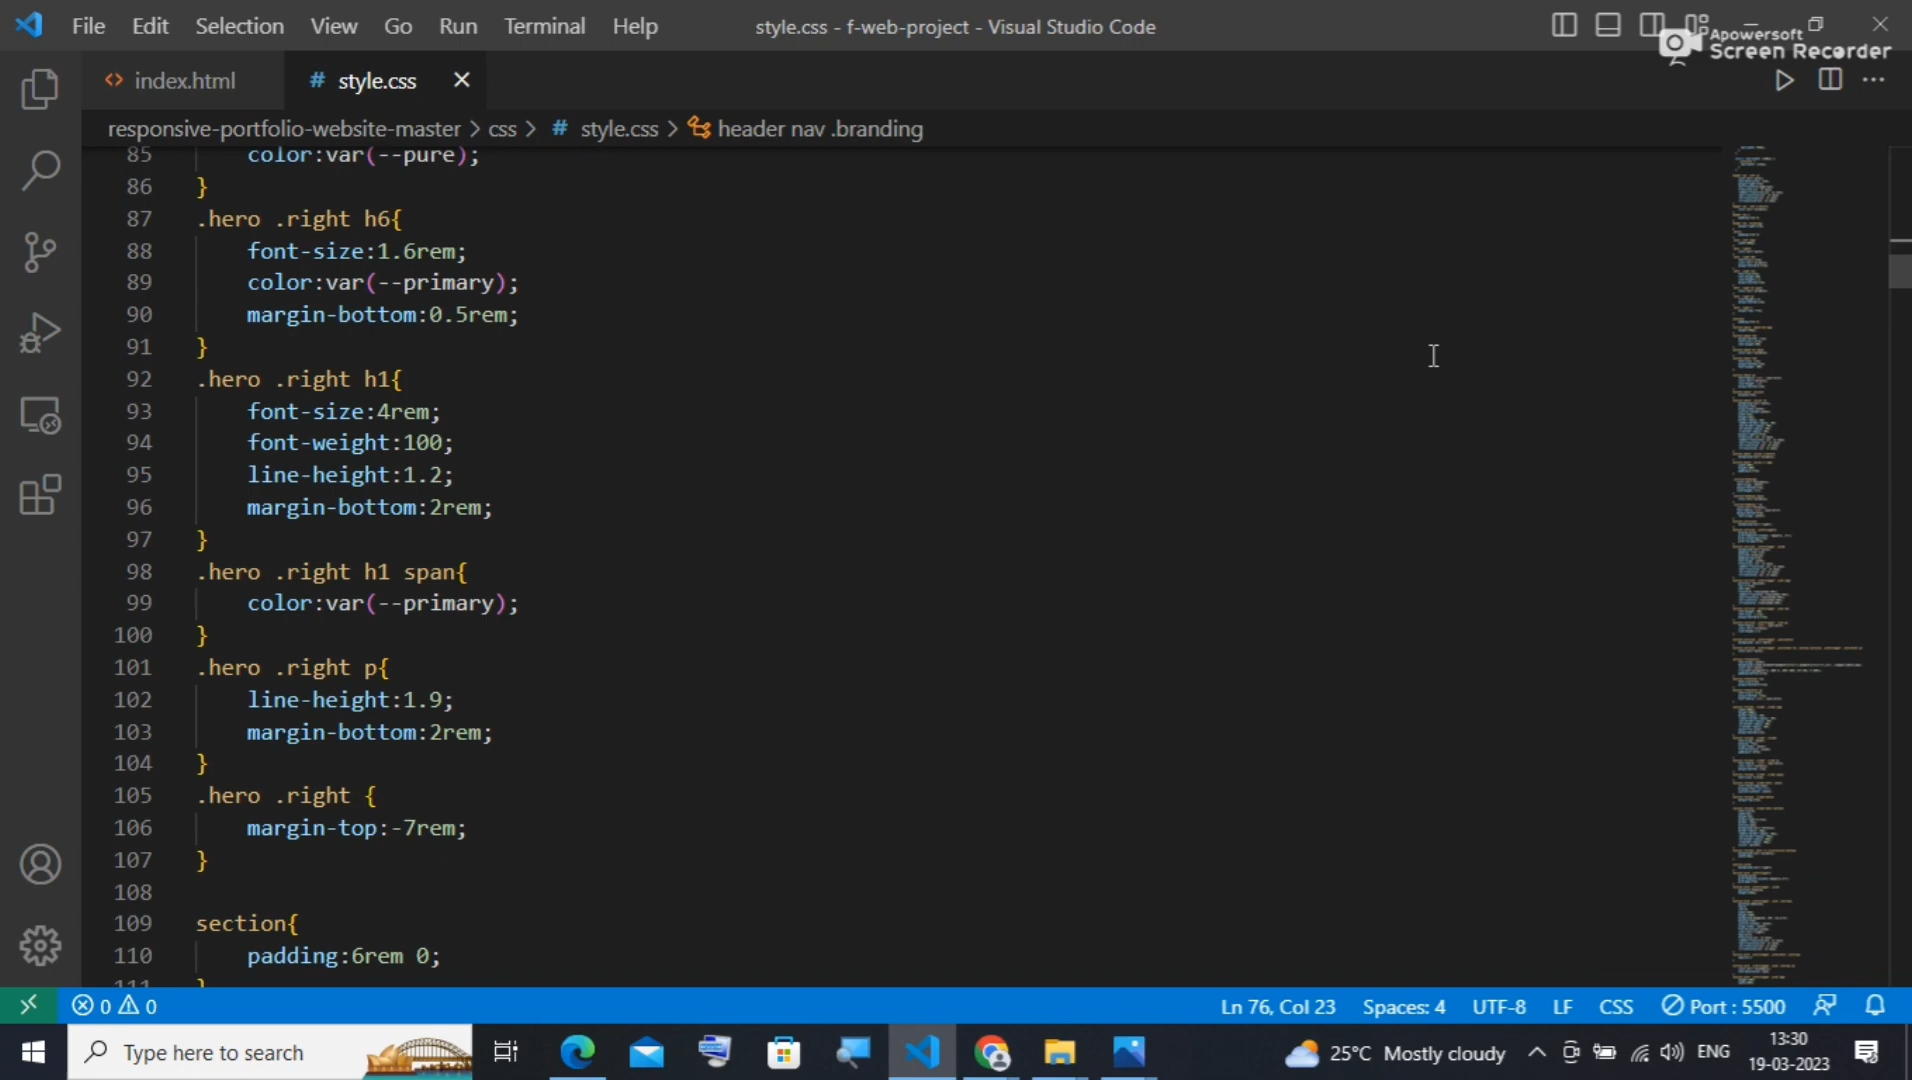 File Edit Selection View Go Run Terminal Help style.css - f-web-project - Visual Studio Code
Apowersoft
Screen Recorder
index.html # style.css
responsive-portfolio-website-master > css > # style.css > header nav .branding
85 color:var(--pure);
86 }
87 .hero .right h6{
88 font-size:1.6rem;
89 color:var(--primary);
90 margin-bottom:0.5rem;
91 }
92 .hero .right h1{
93 font-size:4rem;
94 font-weight:100;
95 line-height:1.2;
96 margin-bottom:2rem;
97 }
98 .hero .right h1 span{
99 color:var(--primary);
100 }
101 .hero .right p{
102 line-height:1.9;
103 margin-bottom:2rem;
104 }
105 .hero .right {
106 margin-top:-7rem;
107 }
108
109 section{
110 padding:6rem 0;
111 }
0 0 Ln 76, Col 23 Spaces: 4 UTF-8 LF CSS Port : 5500
Type here to search 25°C Mostly cloudy ENG 13:30
19-03-2023